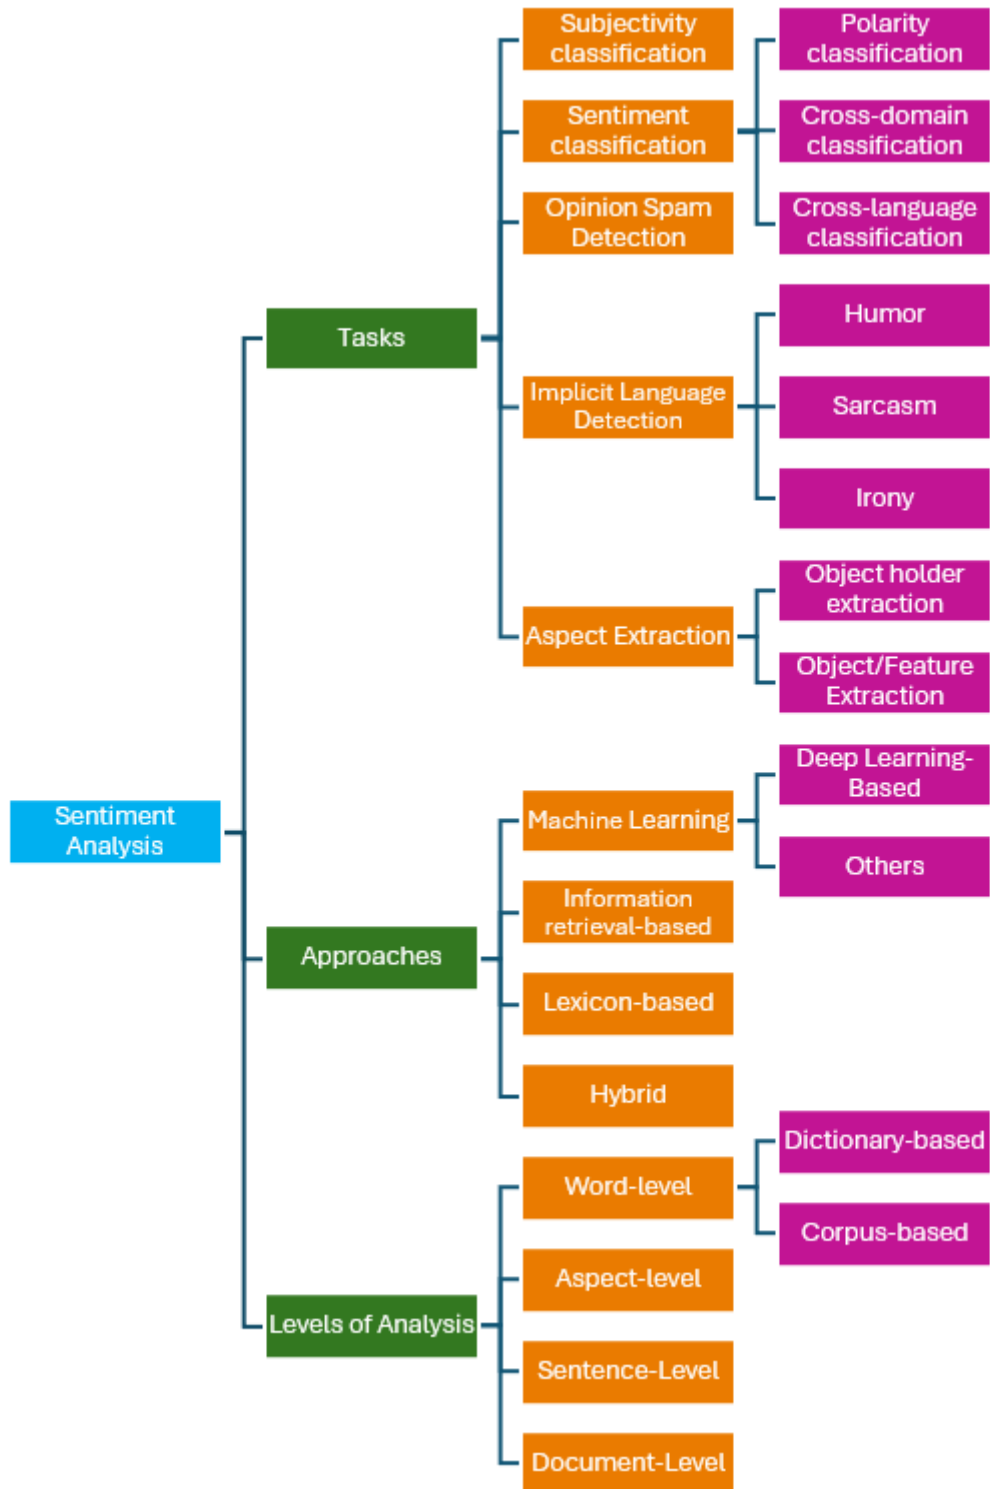 Subjectivity
classification
Polarity
classification
Sentiment
classification
Cross-domain
classification
Opinion Spam
Detection
Cross-language
classification
Humor
Tasks
Implicit Language
Detection
Sarcasm
Irony
Object holder
extraction
Aspect Extraction
Object/Feature
Extraction
Deep Learning-
Based
Sentiment
Analysis
Machine Learning
Others
Information
retrieval-based
Approaches
Lexicon-based
Hybrid
Dictionary-based
Word-level
Corpus-based
Aspect-level
Levels of Analysis
Sentence-Level
Document-Level